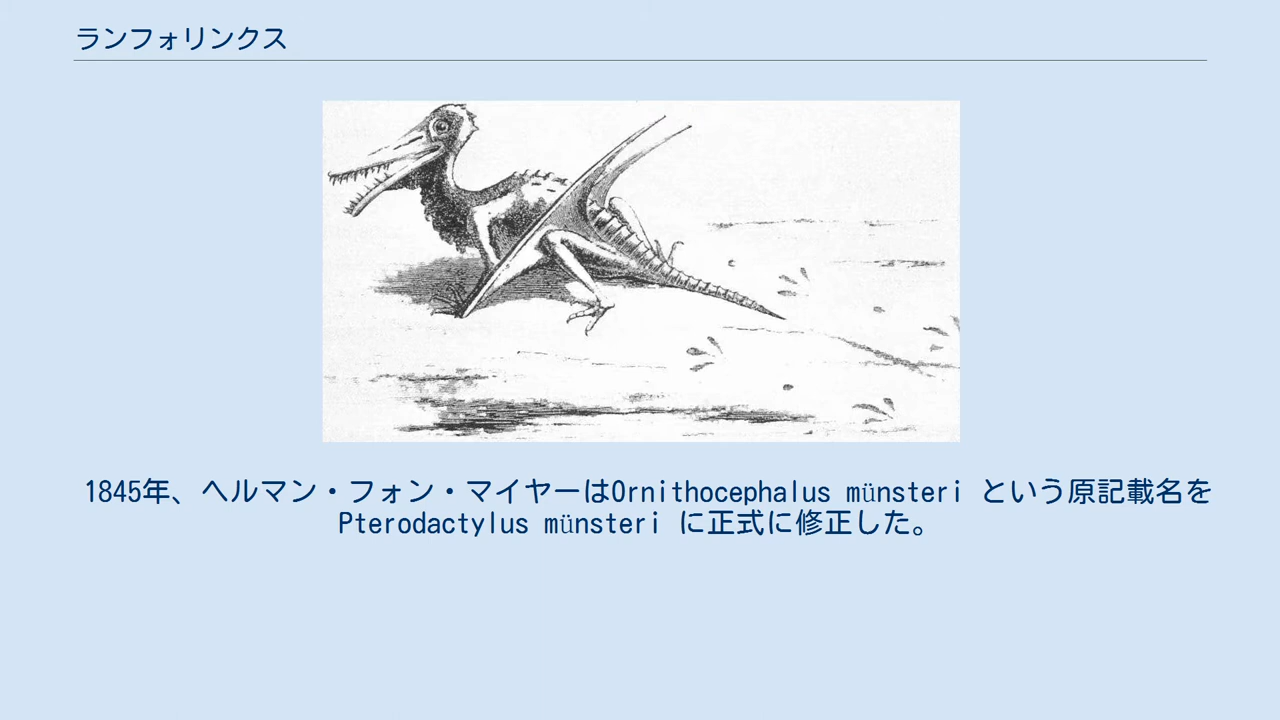 ランフォリンクス
1845年、ヘルマン・フォン・マイヤーはOrnithocephalus münsteri という原記載名を
Pterodactylus münsteri に正式に修正した。